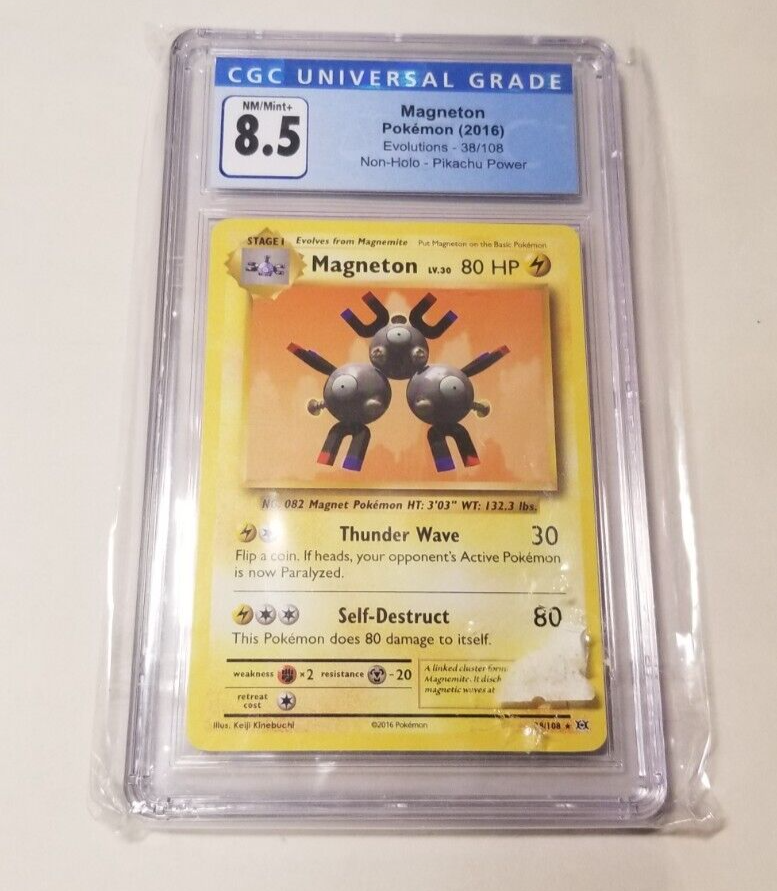 CGC UNIVERSAL GRADE
NM/Mint+
8.5
Magneton
Pokémon (2016)
Evolutions - 38/108
Non-Holo - Pikachu Power
STAGE 1 Evolves from Magnemite Put Magneton on the Basic Pokémon
Magneton LV.30 80 HP
NO. 082 Magnet Pokémon HT: 3'03" WT: 132.3 lbs.
Thunder Wave 30
Flip a coin. If heads, your opponent's Active Pokémon
is now Paralyzed.
Self-Destruct 80
This Pokémon does 80 damage to itself.
weakness ×2 resistance -20
retreat
cost
A linked cluster
Magnemite. It
magnetic waves at
Illus. Keiji Kinebuchi ©2016 Pokémon /108